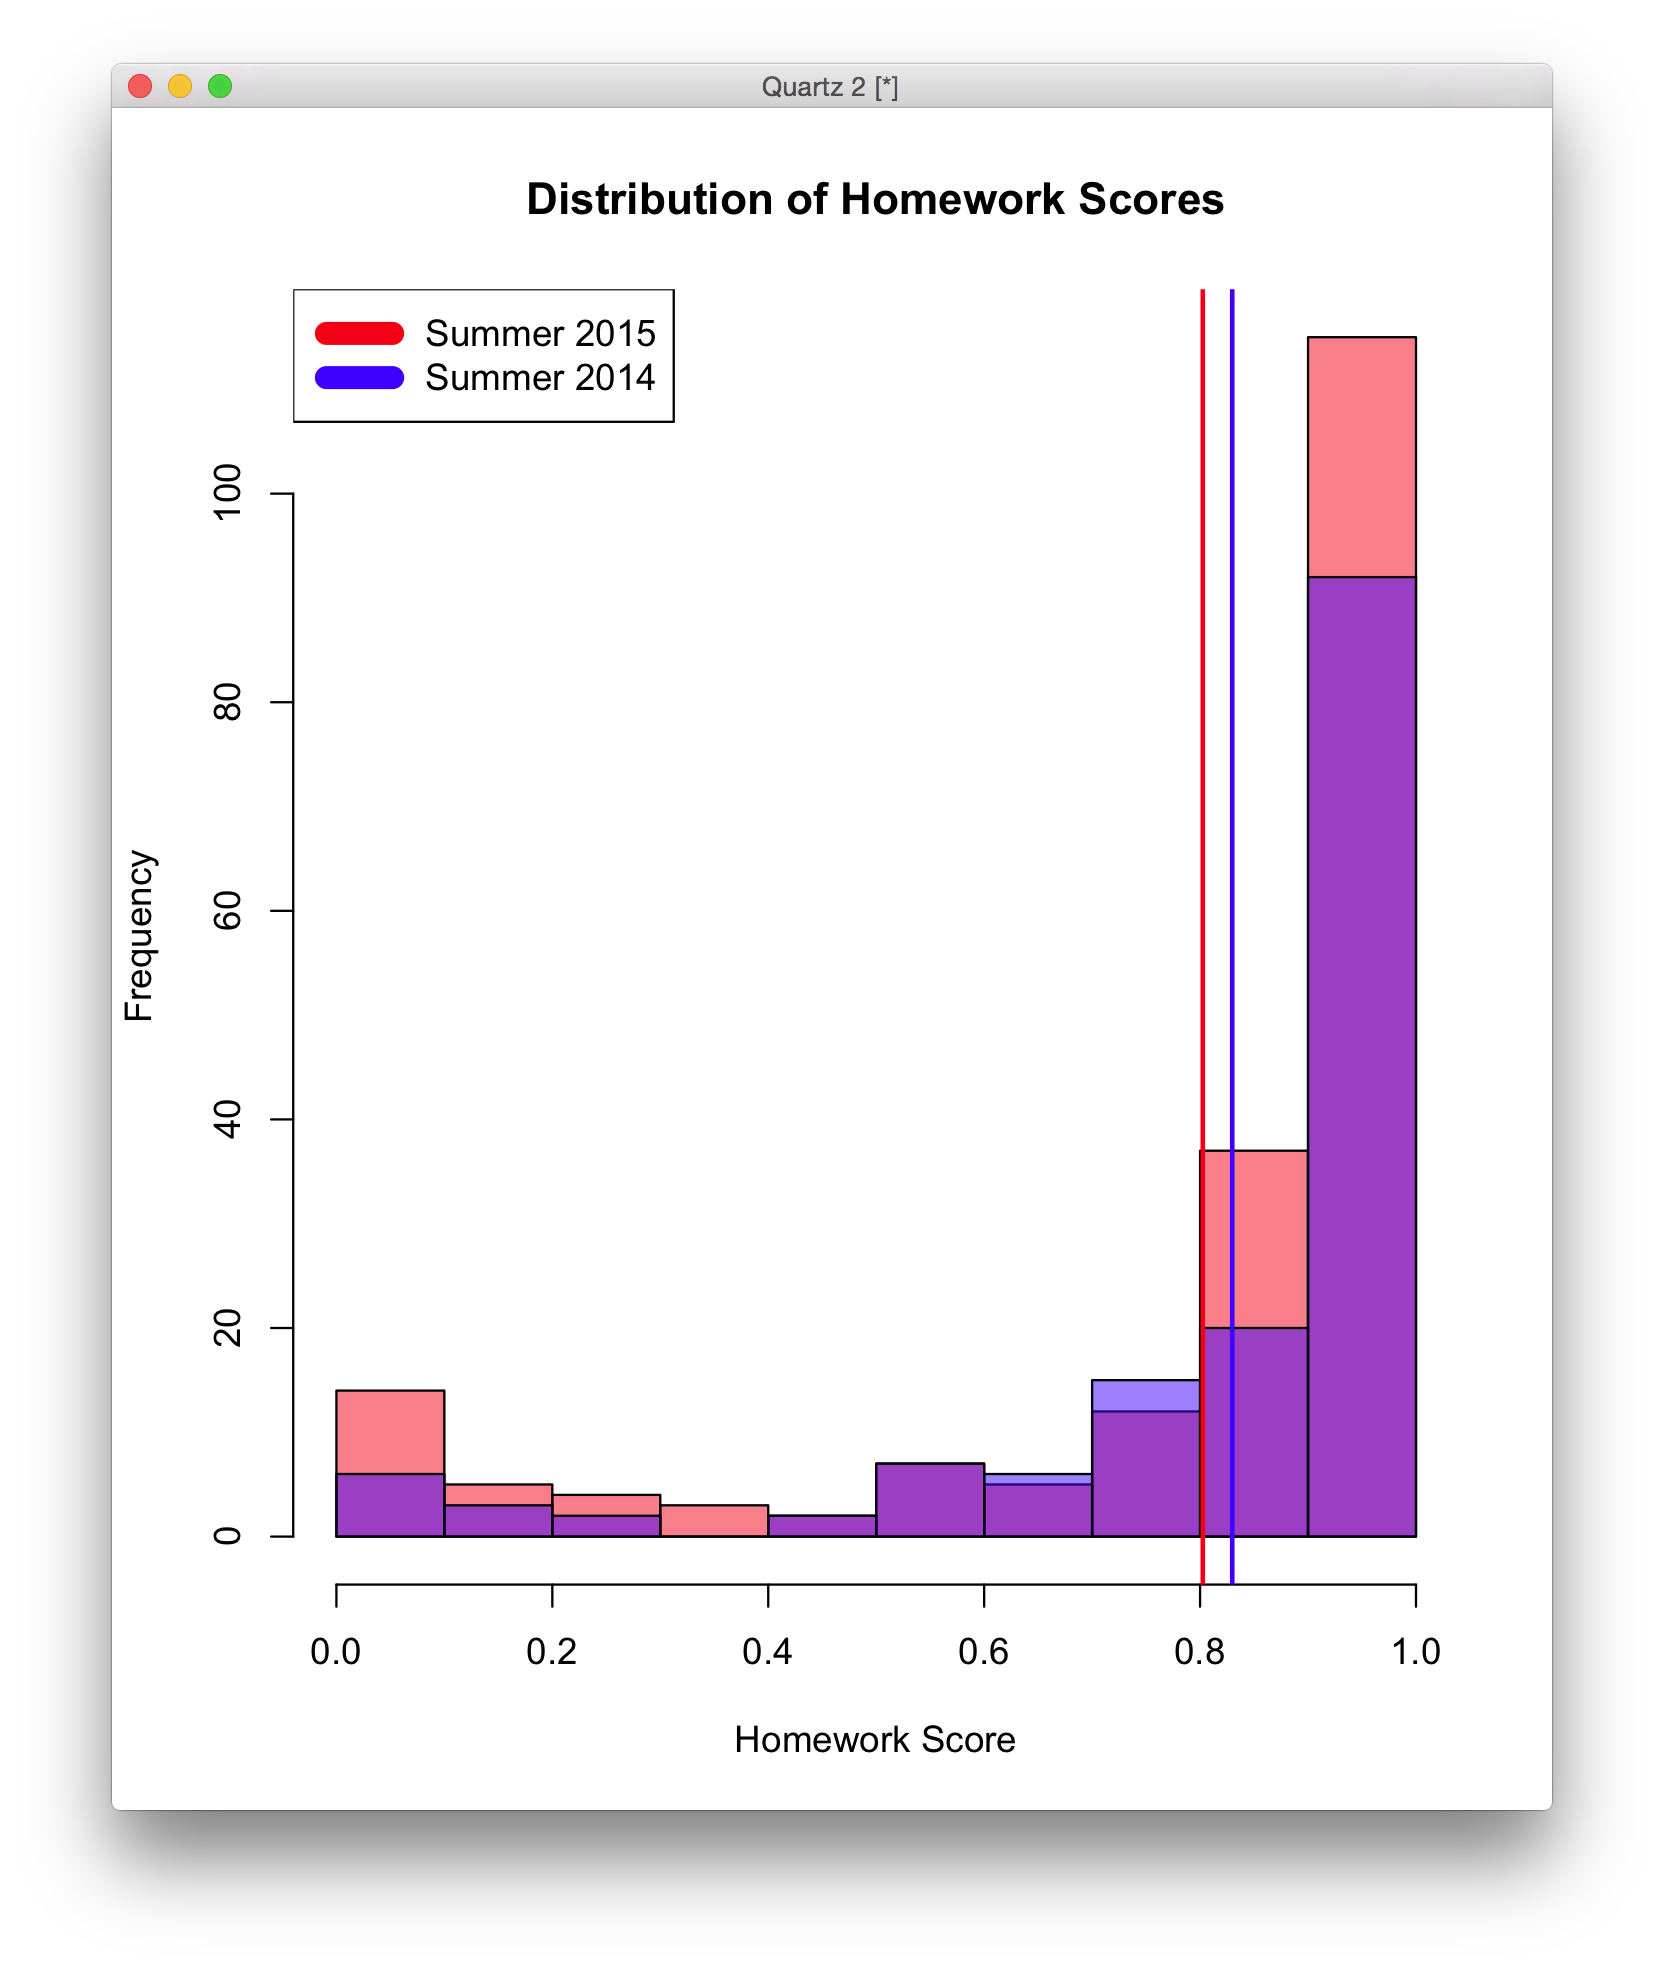 Quartz 2 [*]
Distribution of Homework Scores
Summer 2015
Summer 2014
100
80
60
40
20
0
Frequency
0.0 0.2 0.4 0.6 0.8 1.0
Homework Score